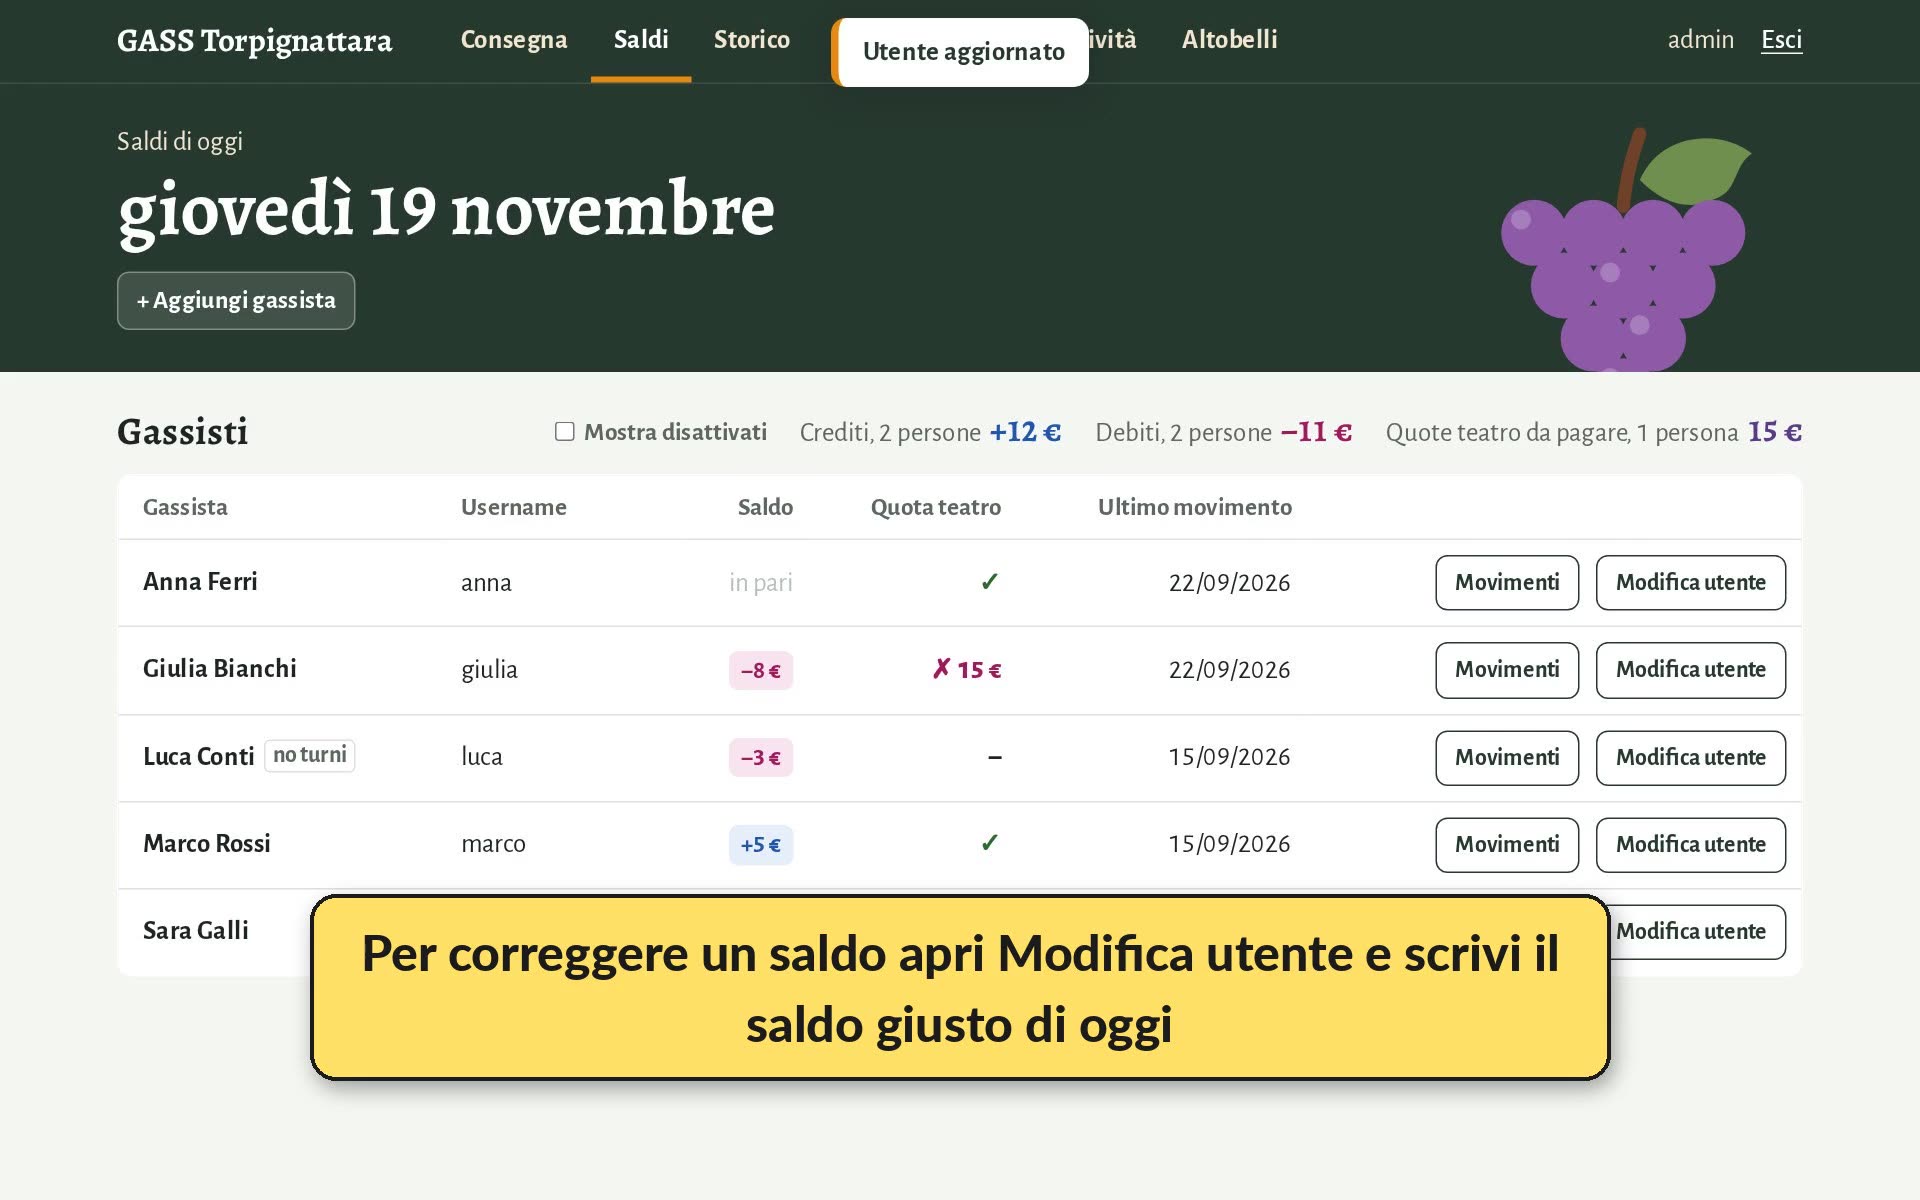 GASS Torpignattara Consegna Saldi Storico ività Altobelli admin Esci
Utente aggiornato
Saldi di oggi
giovedì 19 novembre
+ Aggiungi gassista
Gassisti Mostra disattivati Crediti, 2 persone +12 € Debiti, 2 persone −11 € Quote teatro da pagare, 1 persona 15 €
Gassista Username Saldo Quota teatro Ultimo movimento
Anna Ferri anna in pari ✓ 22/09/2026 Movimenti Modifica utente
Giulia Bianchi giulia −8 € ✗ 15 € 22/09/2026 Movimenti Modifica utente
Luca Conti no turni luca −3 € – 15/09/2026 Movimenti Modifica utente
Marco Rossi marco +5 € ✓ 15/09/2026 Movimenti Modifica utente
Sara Galli Modifica utente
Per correggere un saldo apri Modifica utente e scrivi il
saldo giusto di oggi